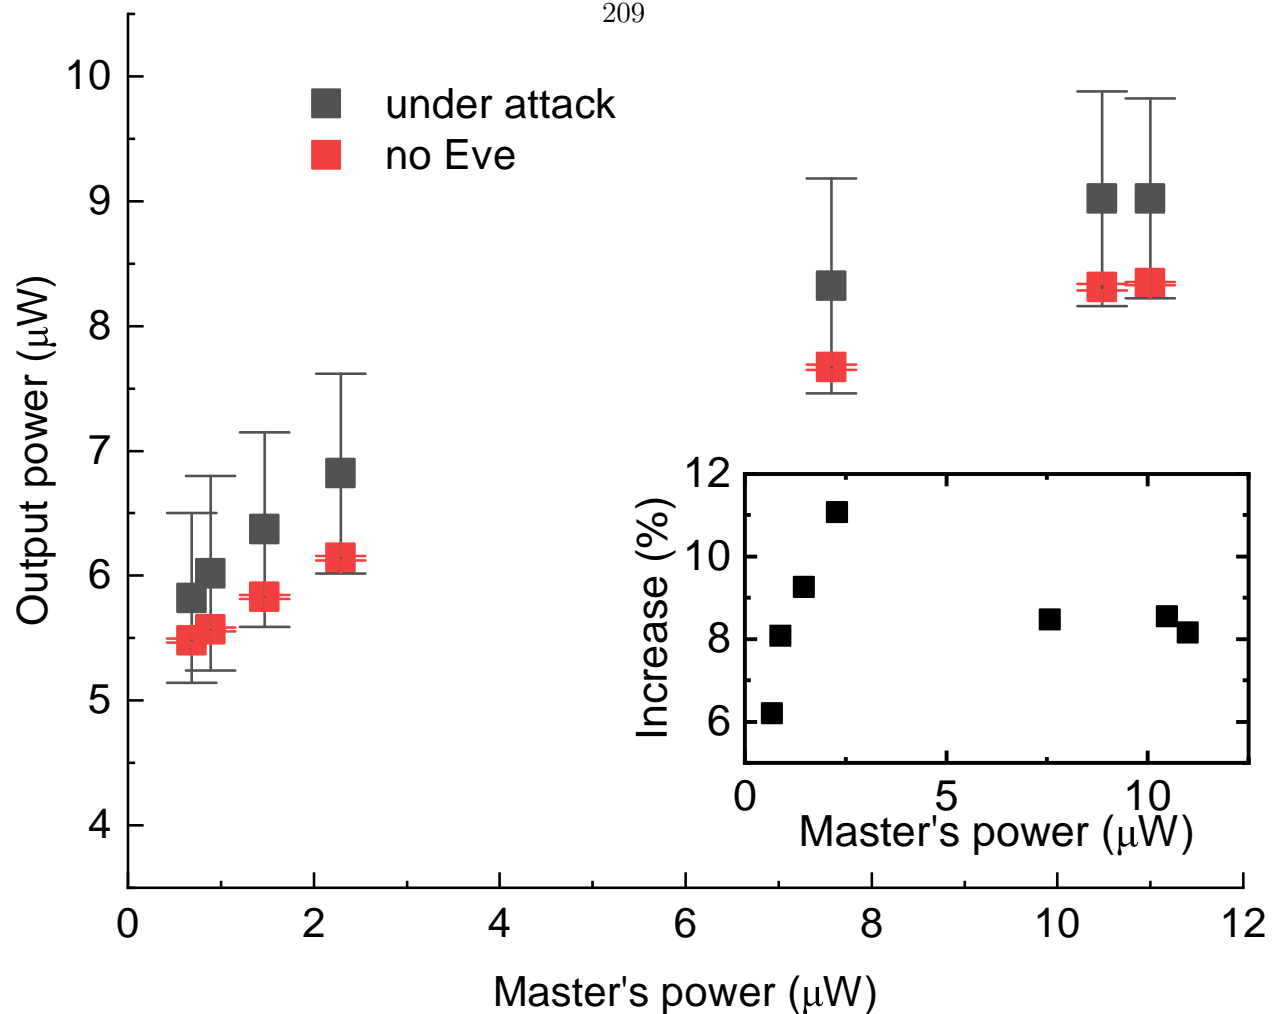 209
under attack
no Eve
Output power (μW)
10
9
8
7
6
5
4
0 2 4 6 8 10 12
Master's power (μW)
Increase (%)
12
10
8
6
0 5 10
Master's power (μW)